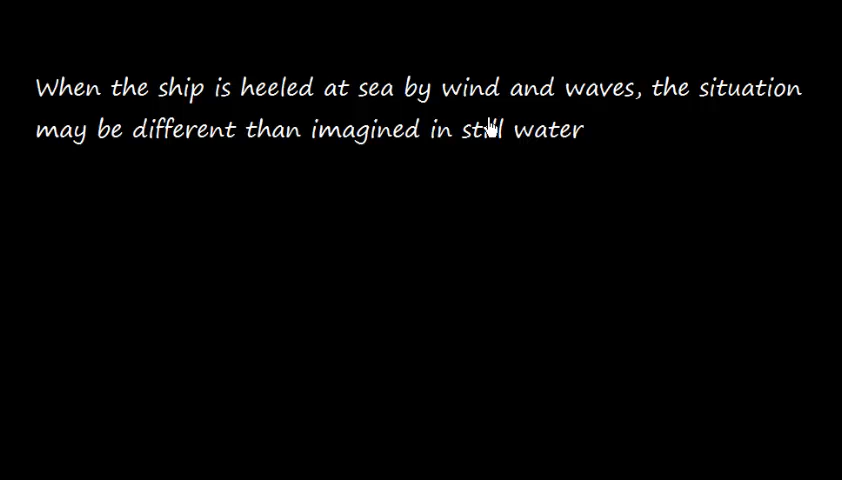 When the ship is heeled at sea by wind and waves, the situation
may be different than imagined in still water